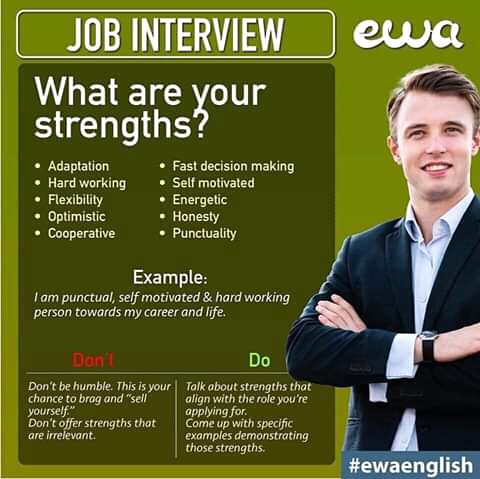 JOB INTERVIEW
ewa
What are your
strengths?
• Adaptation
• Hard working
• Flexibility
• Optimistic
• Cooperative
• Fast decision making
• Self motivated
• Energetic
• Honesty
• Punctuality
Example:
I am punctual, self motivated & hard working
person towards my career and life.
Don't
Don't be humble. This is your
chance to brag and "sell
yourself."
Don't offer strengths that
are irrelevant.
Do
Talk about strengths that
align with the role you're
applying for.
Come up with specific
examples demonstrating
those strengths.
#ewaenglish